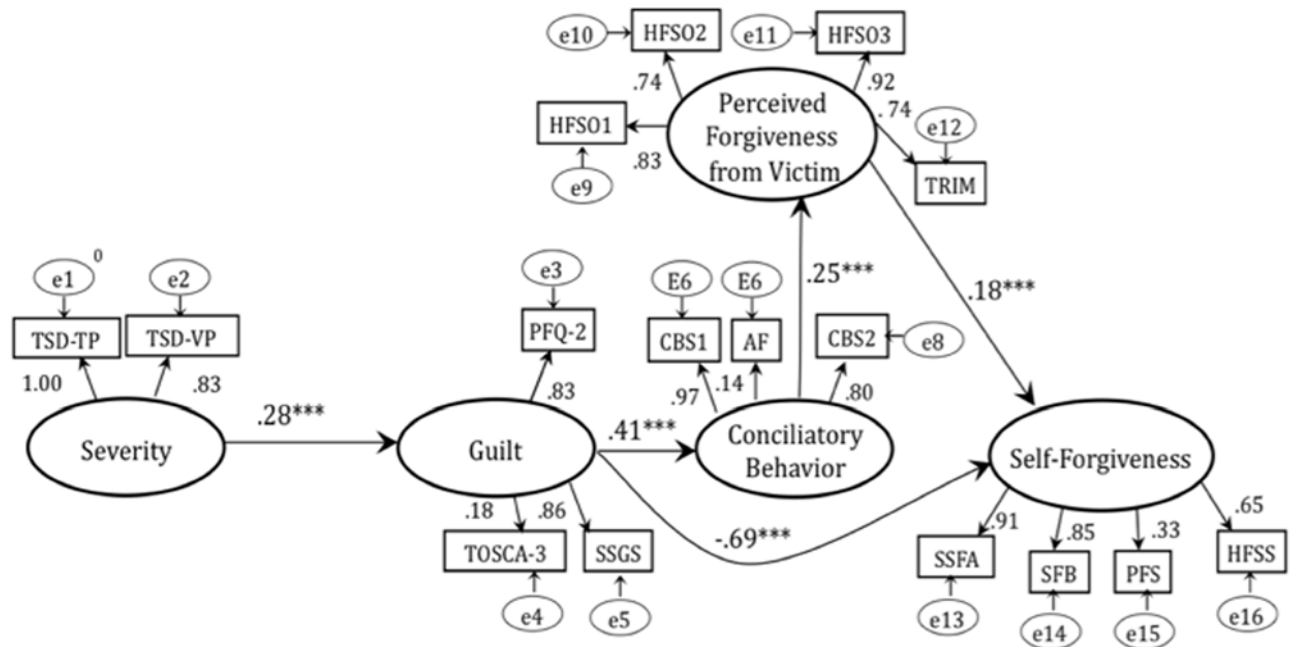 e10
HFSO2
e11
HFSO3
.74
.92
Perceived
Forgiveness
from Victim
.74
e12
HFSO1
.83
e9
TRIM
e1
0
e2
e3
E6
E6
.25***
.18***
TSD-TP
TSD-VP
PFQ-2
CBS1
AF
CBS2
e8
1.00
.83
.83
.97
.14
.80
.28***
.41***
Severity
Guilt
Conciliatory
Behavior
Self-Forgiveness
.18
.86
-.69***
.91
.85
.33
.65
TOSCA-3
SSGS
SSFA
SFB
PFS
HFSS
e4
e5
e13
e14
e15
e16